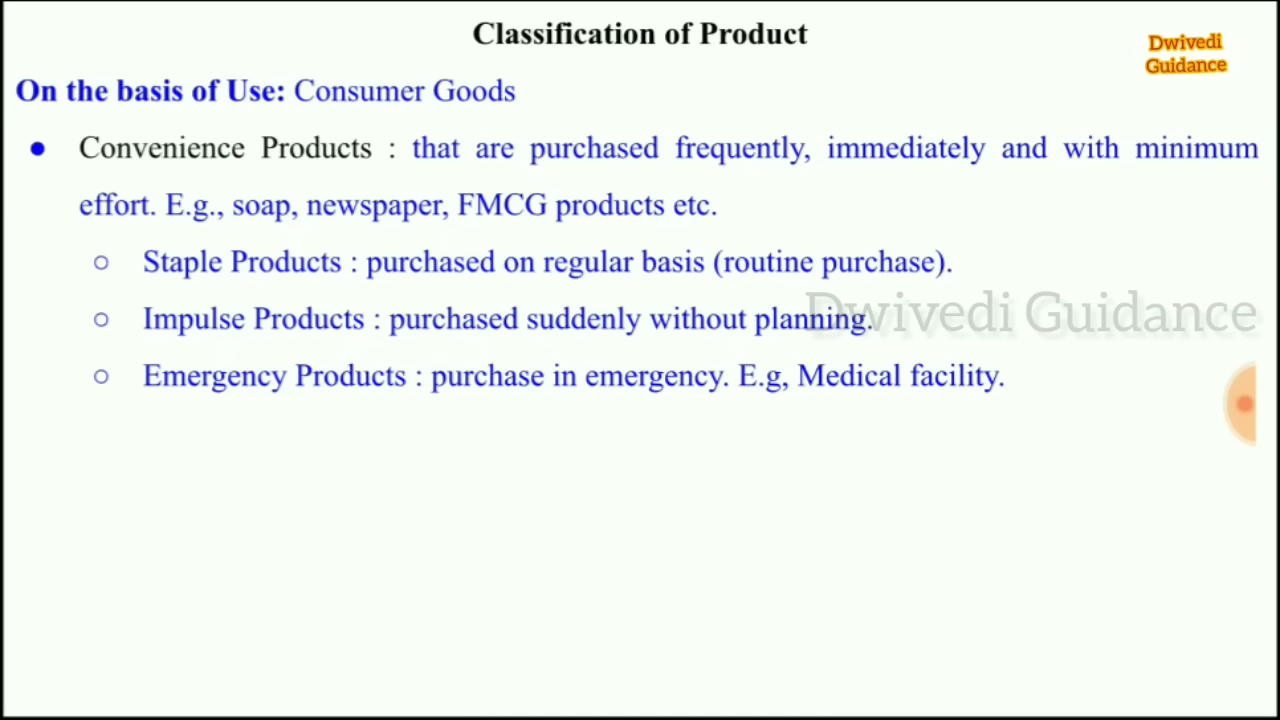 Classification of Product
Dwivedi
Guidance
On the basis of Use: Consumer Goods
● Convenience Products : that are purchased frequently, immediately and with minimum
effort. E.g., soap, newspaper, FMCG products etc.
○ Staple Products : purchased on regular basis (routine purchase).
○ Impulse Products : purchased suddenly without planning.
Dwivedi Guidance
○ Emergency Products : purchase in emergency. E.g, Medical facility.